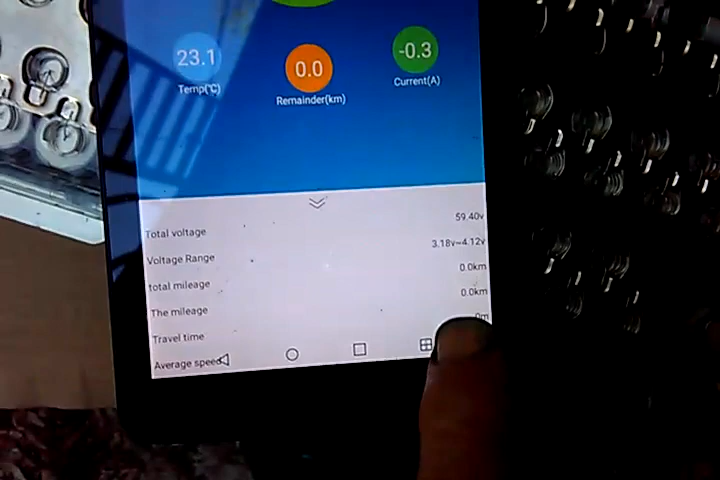 23.1
0.0
-0.3
Temp(℃)
Remainder(km)
Current(A)
Total voltage 59.40v
Voltage Range 3.18v~4.12v
total mileage 0.0km
The mileage 0.0km
Travel time 0m
Average speed